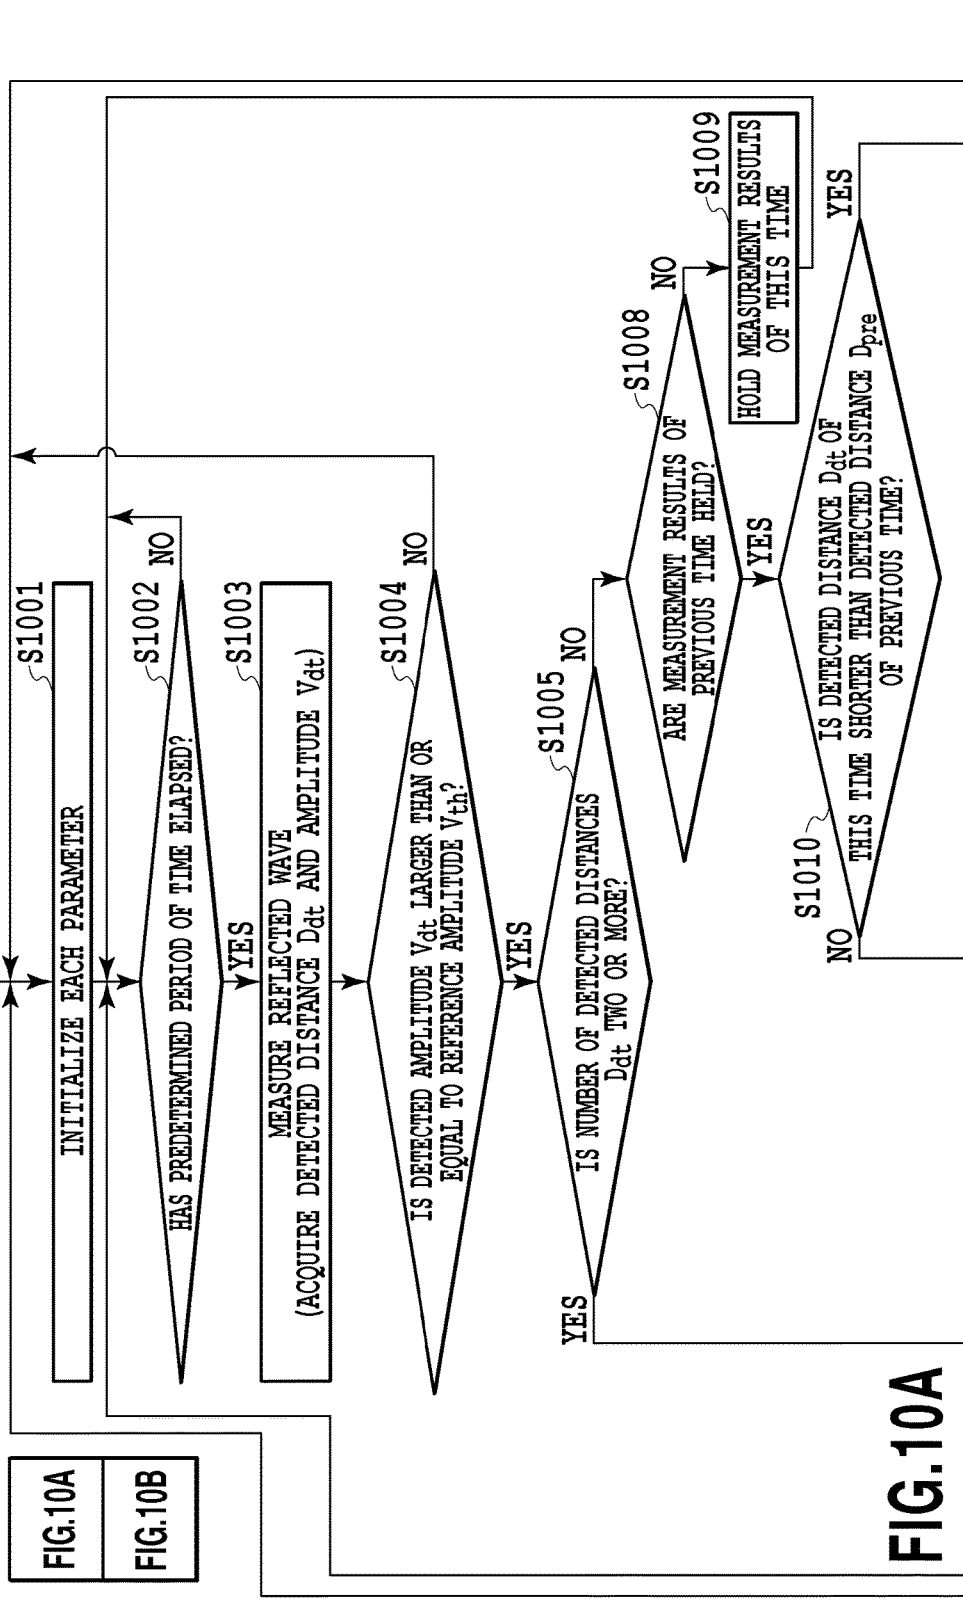 FIG.10A
FIG.10B
S1001
INITIALIZE EACH PARAMETER
S1002
HAS PREDETERMINED PERIOD OF TIME ELAPSED?
NO
YES
S1003
MEASURE REFLECTED WAVE
(ACQUIRE DETECTED DISTANCE Ddt AND AMPLITUDE Vdt)
S1004
IS DETECTED AMPLITUDE Vdt LARGER THAN OR
EQUAL TO REFERENCE AMPLITUDE Vth?
NO
YES
S1005
IS NUMBER OF DETECTED DISTANCES
Ddt TWO OR MORE?
YES
NO
S1008
ARE MEASUREMENT RESULTS OF
PREVIOUS TIME HELD?
NO
YES
S1009
HOLD MEASUREMENT RESULTS
OF THIS TIME
S1010
IS DETECTED DISTANCE Ddt OF
THIS TIME SHORTER THAN DETECTED DISTANCE Dpre
OF PREVIOUS TIME?
NO
YES
FIG.10A